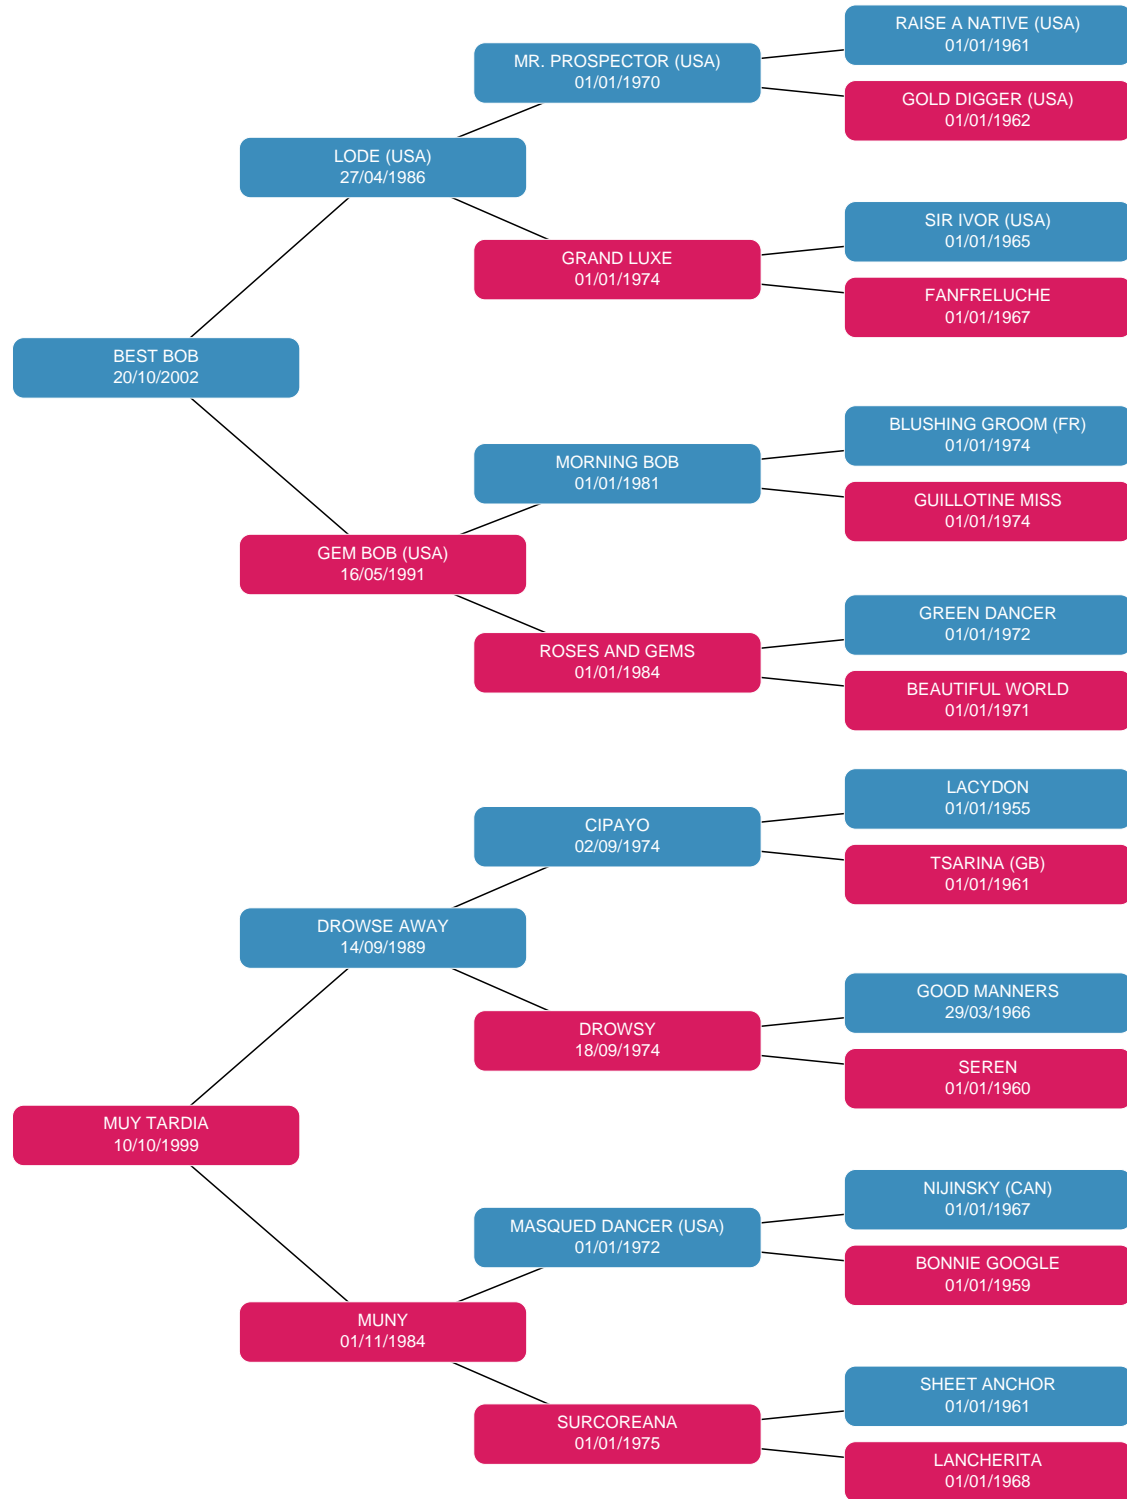 RAISE A NATIVE (USA)
01/01/1961
MR. PROSPECTOR (USA)
01/01/1970
GOLD DIGGER (USA)
01/01/1962
LODE (USA)
27/04/1986
SIR IVOR (USA)
01/01/1965
GRAND LUXE
01/01/1974
FANFRELUCHE
01/01/1967
BEST BOB
20/10/2002
BLUSHING GROOM (FR)
01/01/1974
MORNING BOB
01/01/1981
GUILLOTINE MISS
01/01/1974
GEM BOB (USA)
16/05/1991
GREEN DANCER
01/01/1972
ROSES AND GEMS
01/01/1984
BEAUTIFUL WORLD
01/01/1971
LACYDON
01/01/1955
CIPAYO
02/09/1974
TSARINA (GB)
01/01/1961
DROWSE AWAY
14/09/1989
GOOD MANNERS
29/03/1966
DROWSY
18/09/1974
SEREN
01/01/1960
MUY TARDIA
10/10/1999
NIJINSKY (CAN)
01/01/1967
MASQUED DANCER (USA)
01/01/1972
BONNIE GOOGLE
01/01/1959
MUNY
01/11/1984
SHEET ANCHOR
01/01/1961
SURCOREANA
01/01/1975
LANCHERITA
01/01/1968